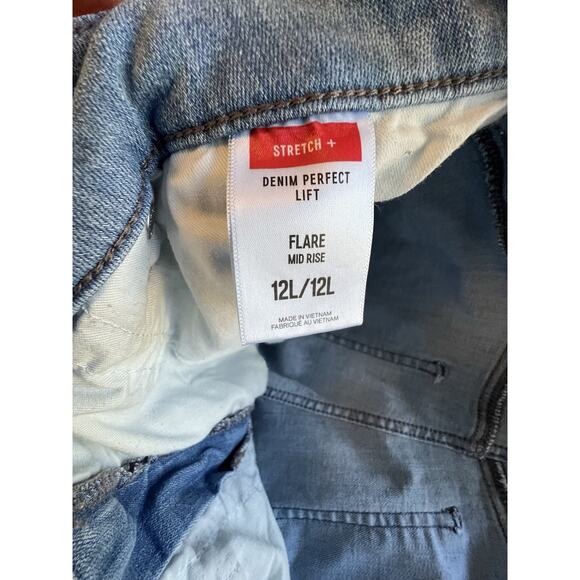 STRETCH +
DENIM PERFECT
LIFT
FLARE
MID RISE
12L/12L
MADE IN VIETNAM
FABRIQUÉ AU VIETNAM